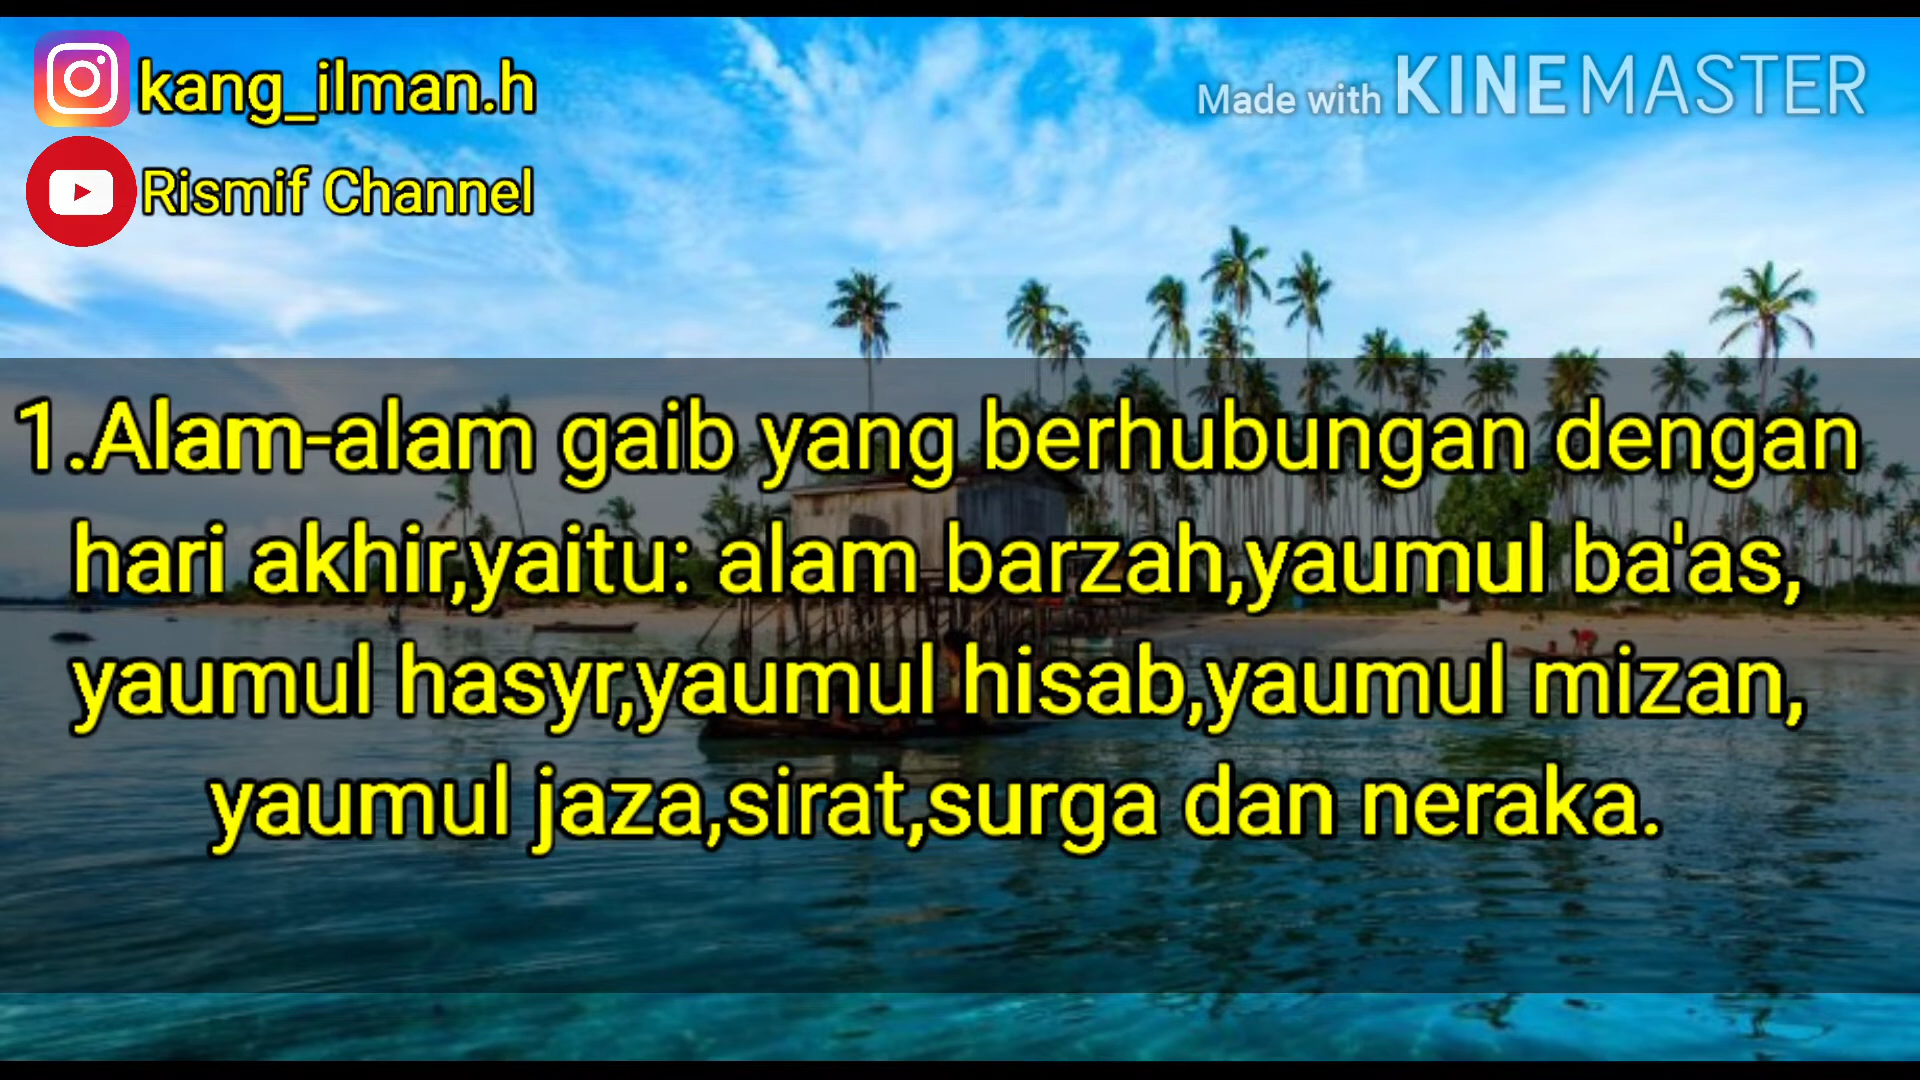 kang_ilman.h
Made with KINEMASTER
Rismif Channel
1.Alam-alam gaib yang berhubungan dengan
hari akhir,yaitu: alam barzah,yaumul ba'as,
yaumul hasyr,yaumul hisab,yaumul mizan,
yaumul jaza,sirat,surga dan neraka.